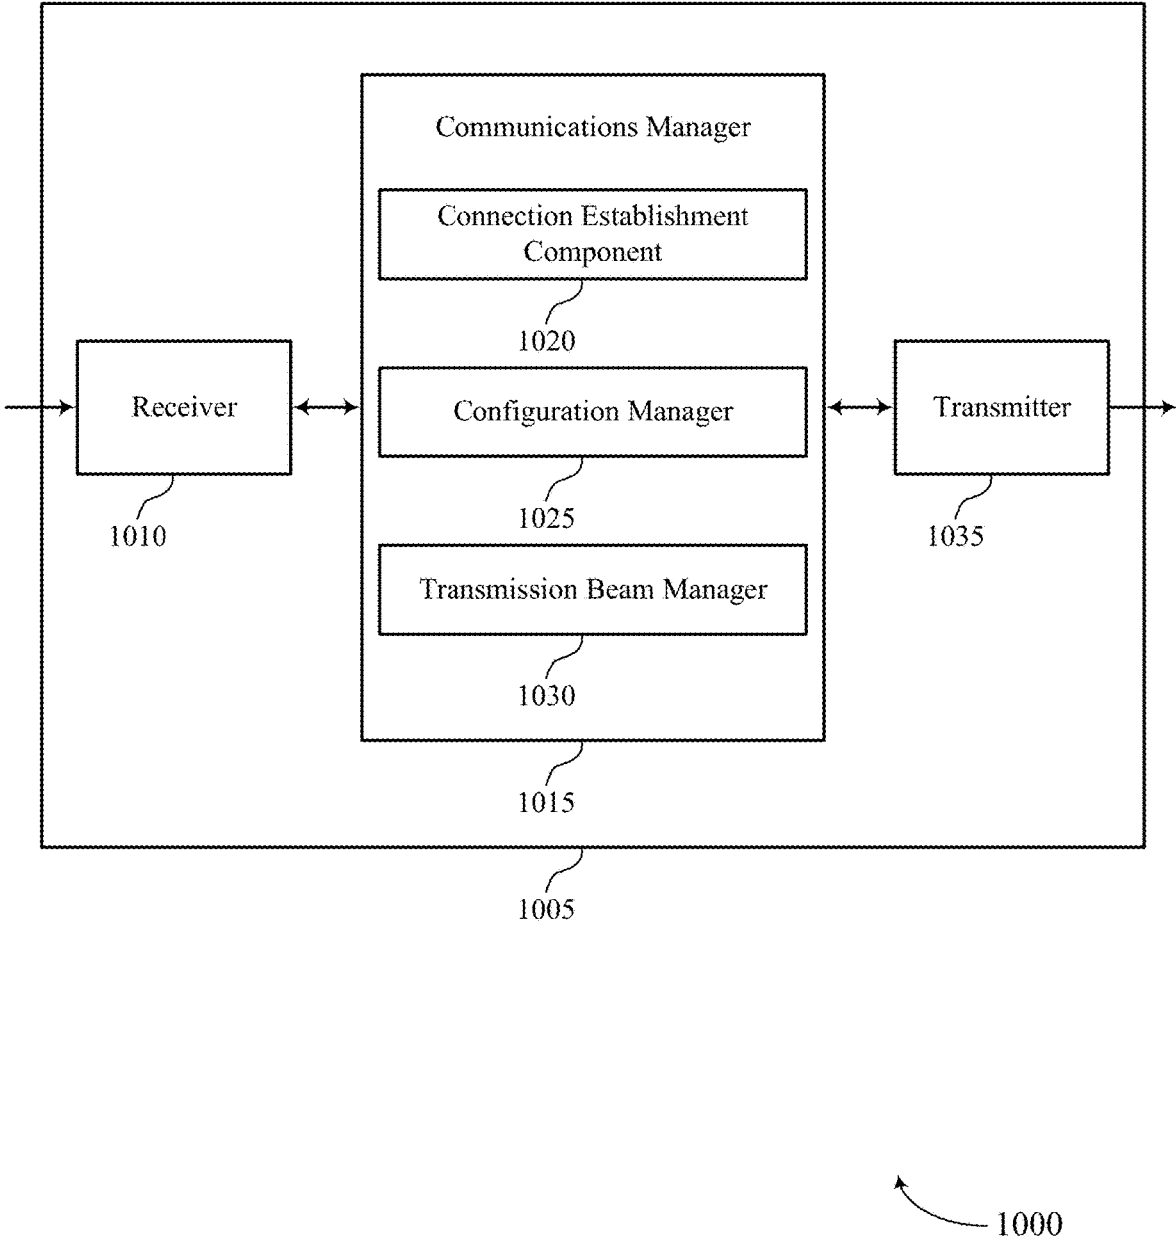 Communications Manager
Connection Establishment
Component
1020
Receiver
1010
Configuration Manager
1025
Transmitter
1035
Transmission Beam Manager
1030
1015
1005
1000